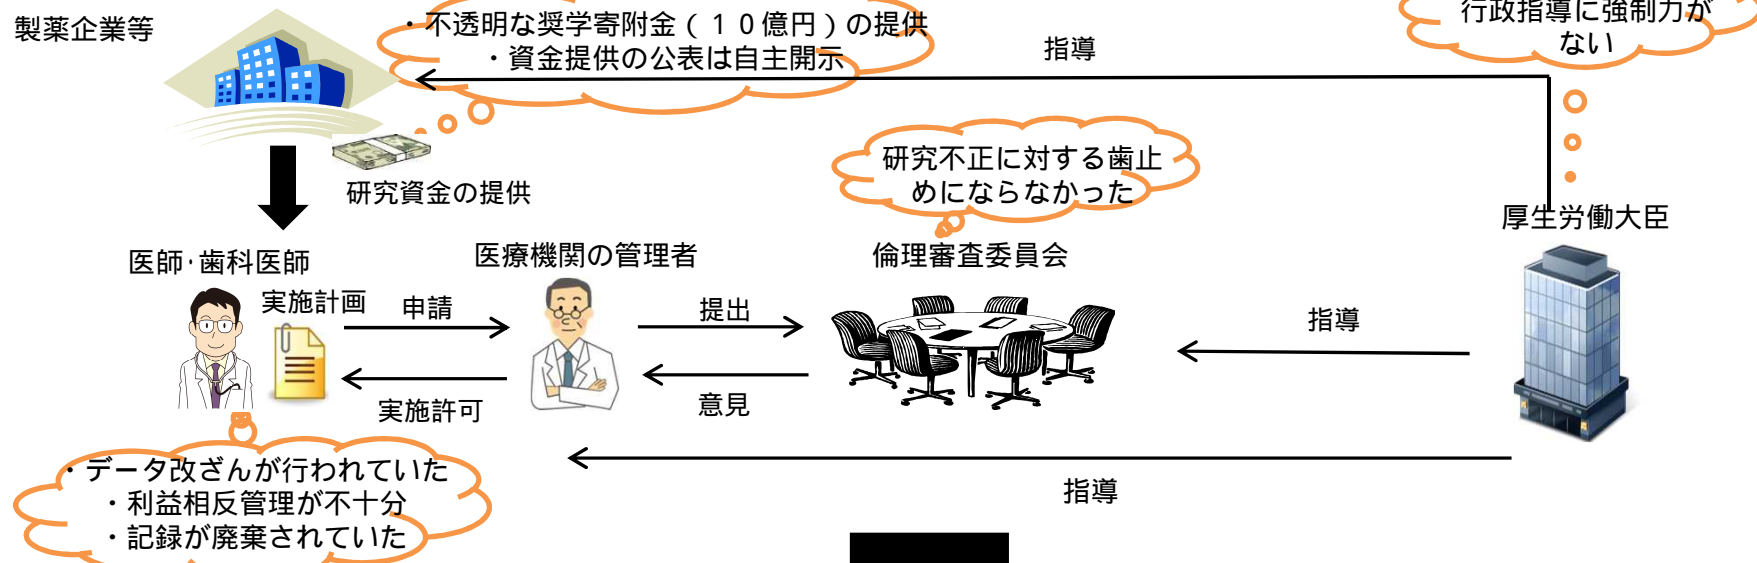 製薬企業等
・不透明な奨学寄附金(10億円)の提供
・資金提供の公表は自主開示
行政指導に強制力が
ない
指導
研究資金の提供
研究不正に対する歯止
めにならなかった
厚生労働大臣
医師・歯科医師
医療機関の管理者
倫理審査委員会
実施計画
申請
提出
指導
実施許可
意見
・データ改ざんが行われていた
・利益相反管理が不十分
・記録が廃棄されていた
指導